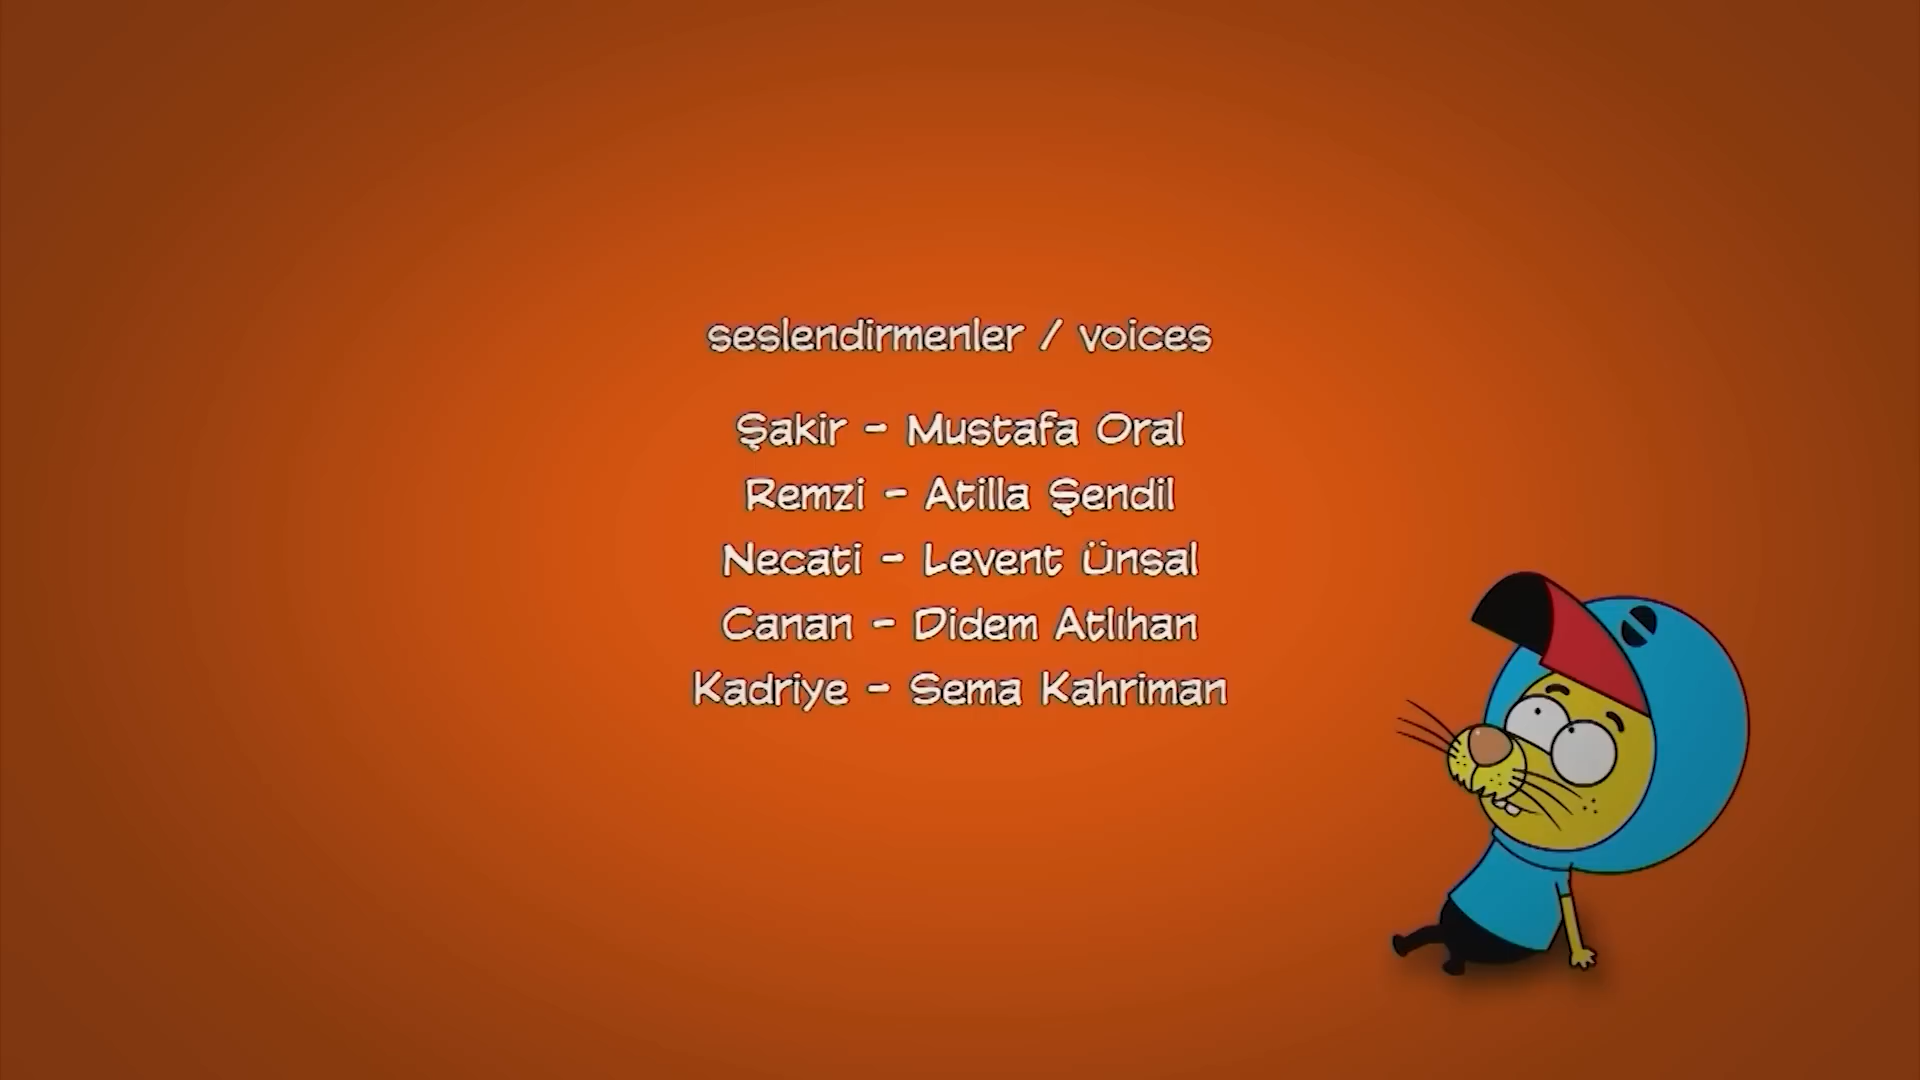 seslendirmenler / voices
Şakir - Mustafa Oral
Remzi - Atilla Şendil
Necati - Levent Ünsal
Canan - Didem Atlıhan
Kadriye - Sema Kahriman